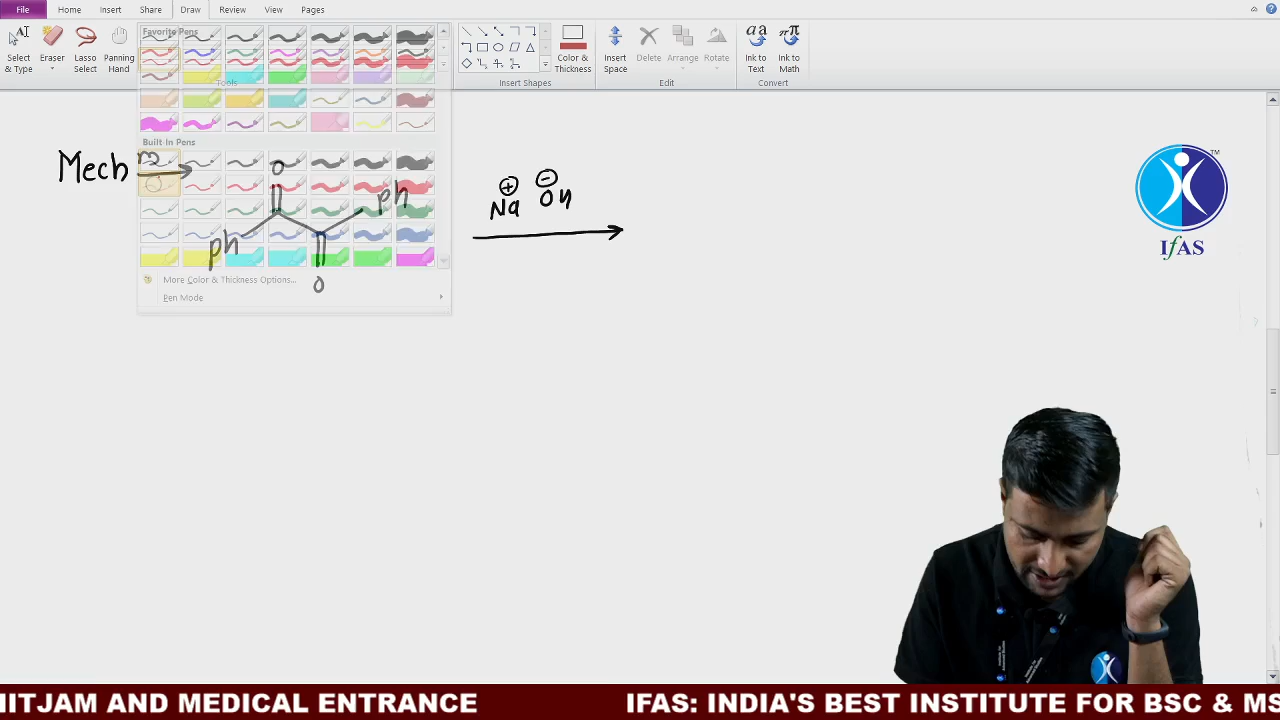 File Home Insert Share Draw Review View Pages
Select & Type
Eraser
Lasso Select
Panning Hand
Favorite Pens
Tools
Built-In Pens
More Color & Thickness Options...
Pen Mode
Color & Thickness
Insert Shapes
Insert Space
Delete
Arrange
Rotate
Edit
Ink to Text
Ink to Math
Convert
Mech m
O
ph
ph
O
⊕ ⊖
Na OH
IfAS
TM
IITJAM AND MEDICAL ENTRANCE IFAS: INDIA'S BEST INSTITUTE FOR BSC & MS